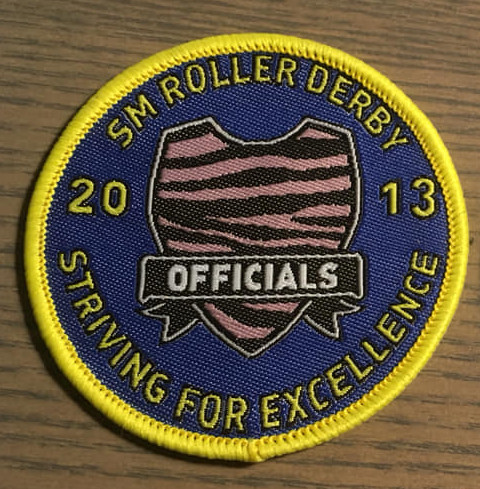 SM ROLLER DERBY
20 13
OFFICIALS
STRIVING FOR EXCELLENCE